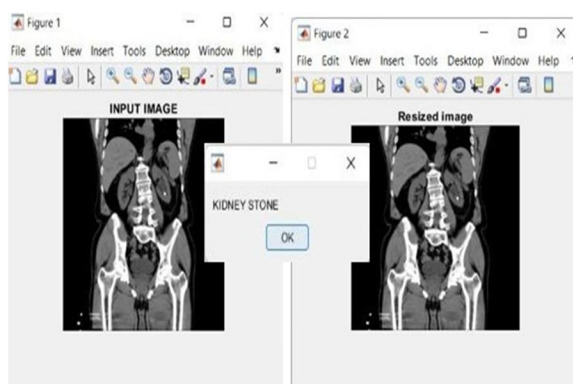 Figure 1
File Edit View Insert Tools Desktop Window Help
INPUT IMAGE
Figure 2
File Edit View Insert Tools Desktop Window Help
Resized image
KIDNEY STONE
OK